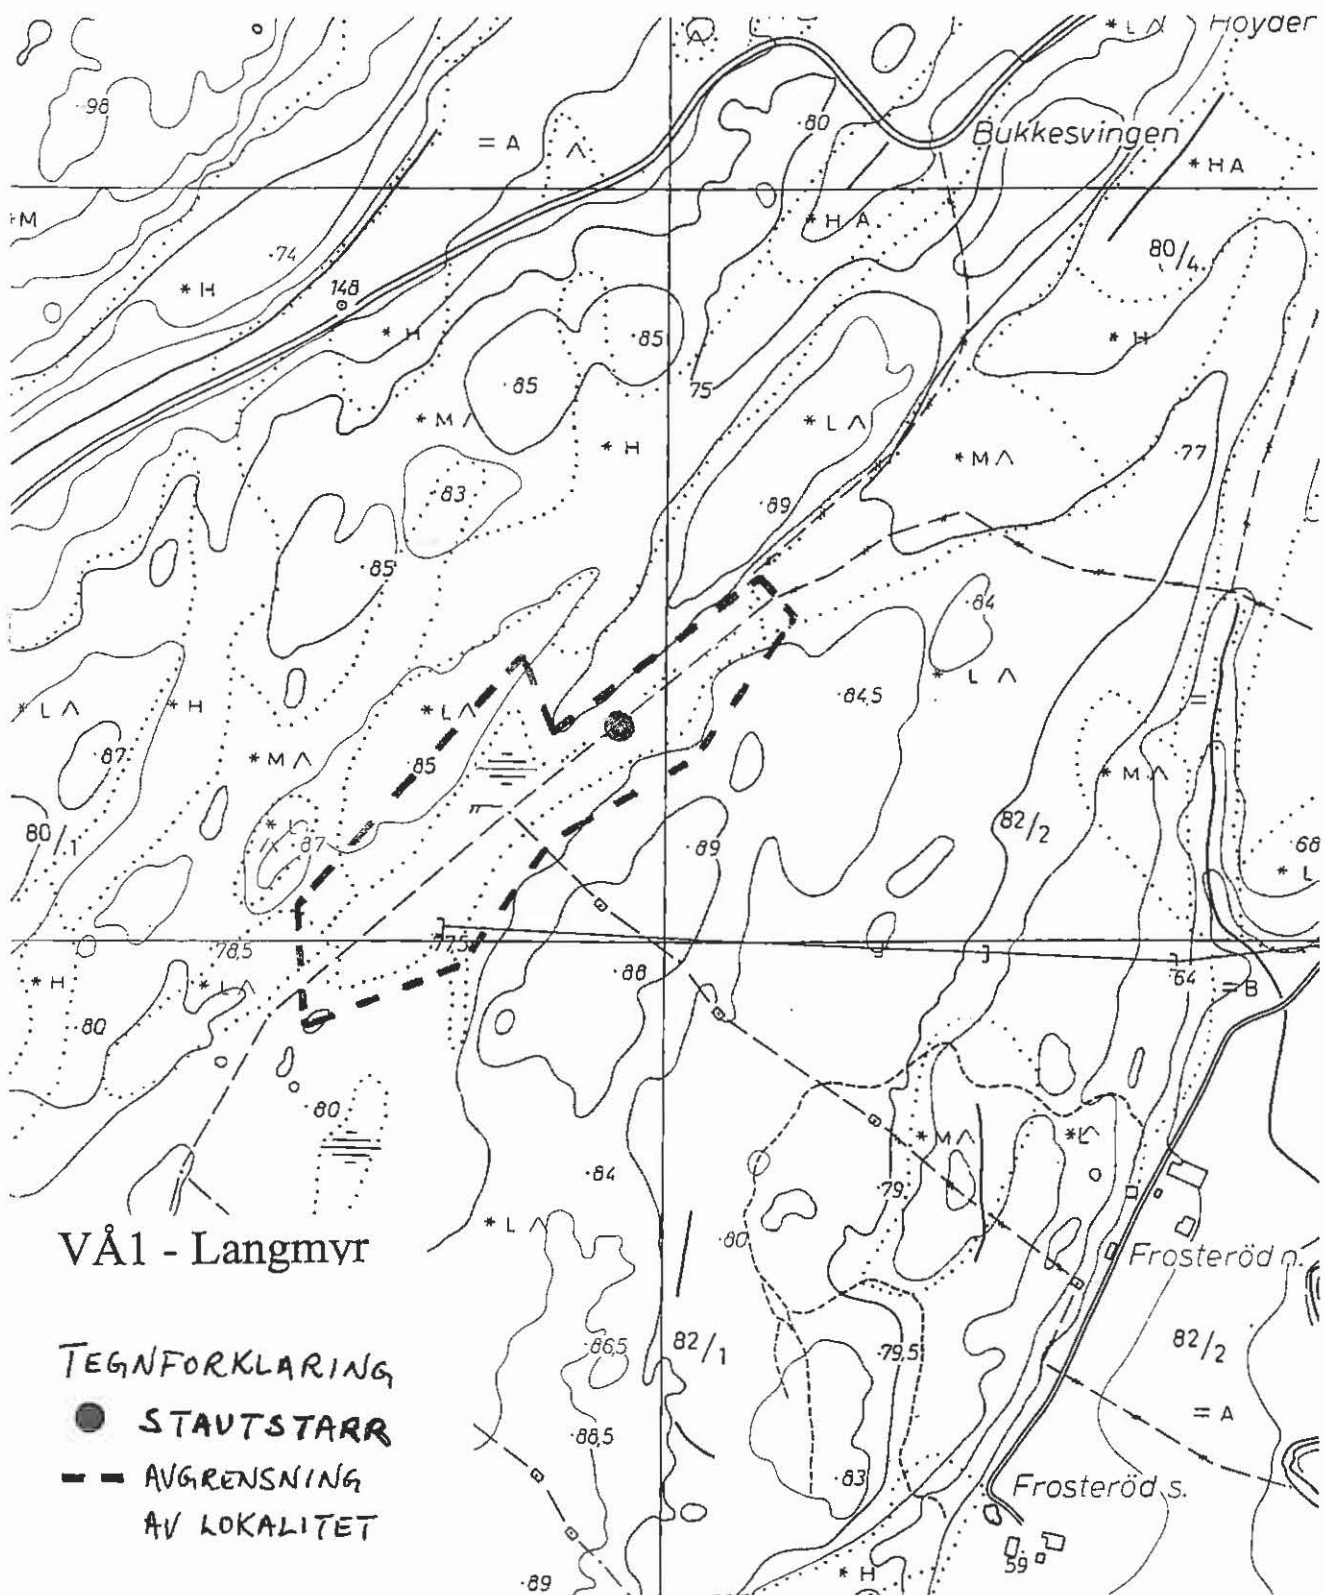 * L Λ Høyder
·98
= A
Λ
·80
Bukkesvingen
* H A
*M
* H A
80/4
·74
* H
148
* H
·85
* H
·85
75
* M Λ
* H
* L Λ
* M Λ
·77
·83
·89
·85
·84
* L Λ
* H
* L Λ
·84,5
* L Λ
=
·87
* M Λ
·85
* M Λ
80/1
* L
Λ
·87
·89
82/2
·68
* L
·78,5
77,5
* H
* L Λ
·88
64
= B
·80
·80
·84
* M Λ
* L Λ
·79
* L Λ
·80
VÅ1 - Langmyr
Frosteröd n.
TEGNFORKLARING
·86,5
82/1
·79,5
82/2
STAUTSTARR
·88,5
= A
AVGRENSNING
·83
Frosteröd s.
AV LOKALITET
59
·89
* H